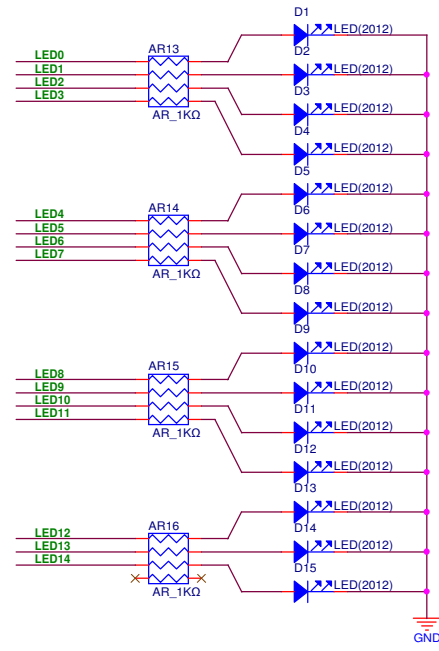 D1
LED(2012)
D2
AR13
LED0
LED1
LED(2012)
D3
LED2
LED3
LED(2012)
AR_1KΩ
D4
LED(2012)
D5
LED(2012)
D6
AR14
LED4
LED5
LED(2012)
D7
LED6
LED7
LED(2012)
AR_1KΩ
D8
LED(2012)
D9
LED(2012)
D10
AR15
LED8
LED9
LED(2012)
D11
LED10
LED11
LED(2012)
AR_1KΩ
D12
LED(2012)
D13
LED(2012)
D14
AR16
LED12
LED13
LED(2012)
D15
LED14
LED(2012)
AR_1KΩ
GND